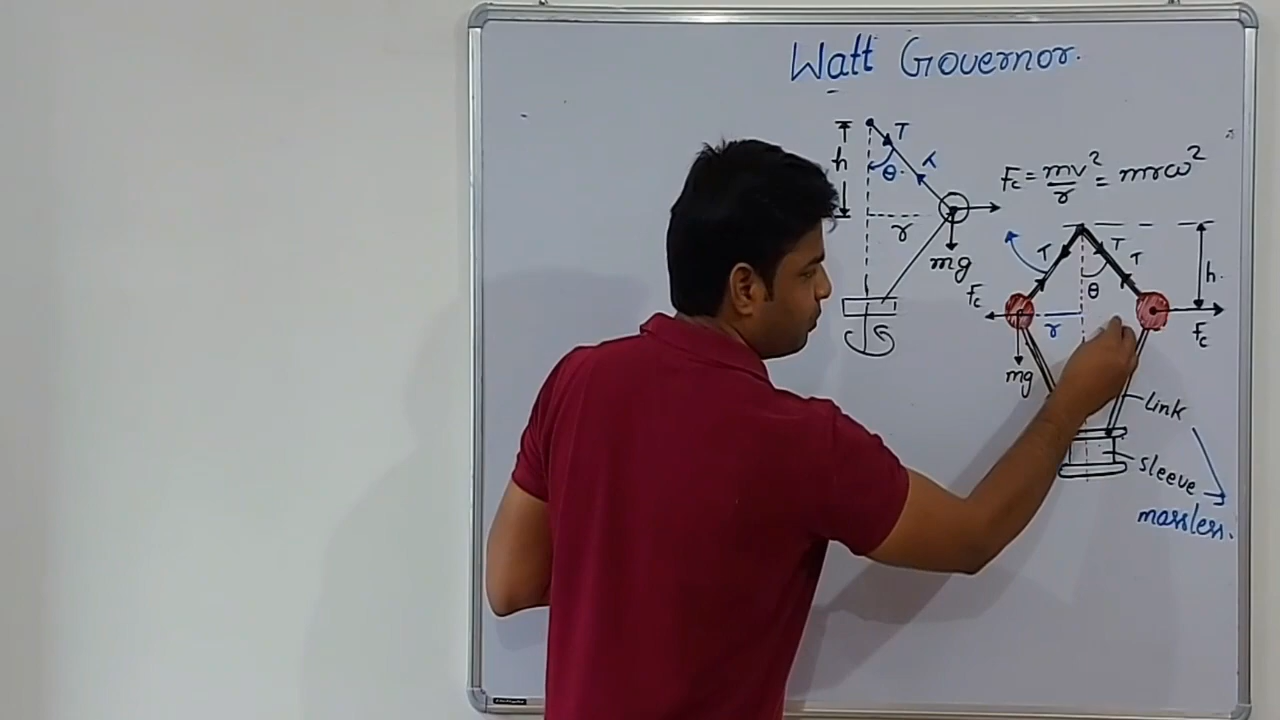 Watt Governor.
T
h
θ.
T
r
mg
Fc = mv²/r = mrω²
T
T
T
h.
θ
Fc
r
Fc
mg
Link
sleeve
massless.